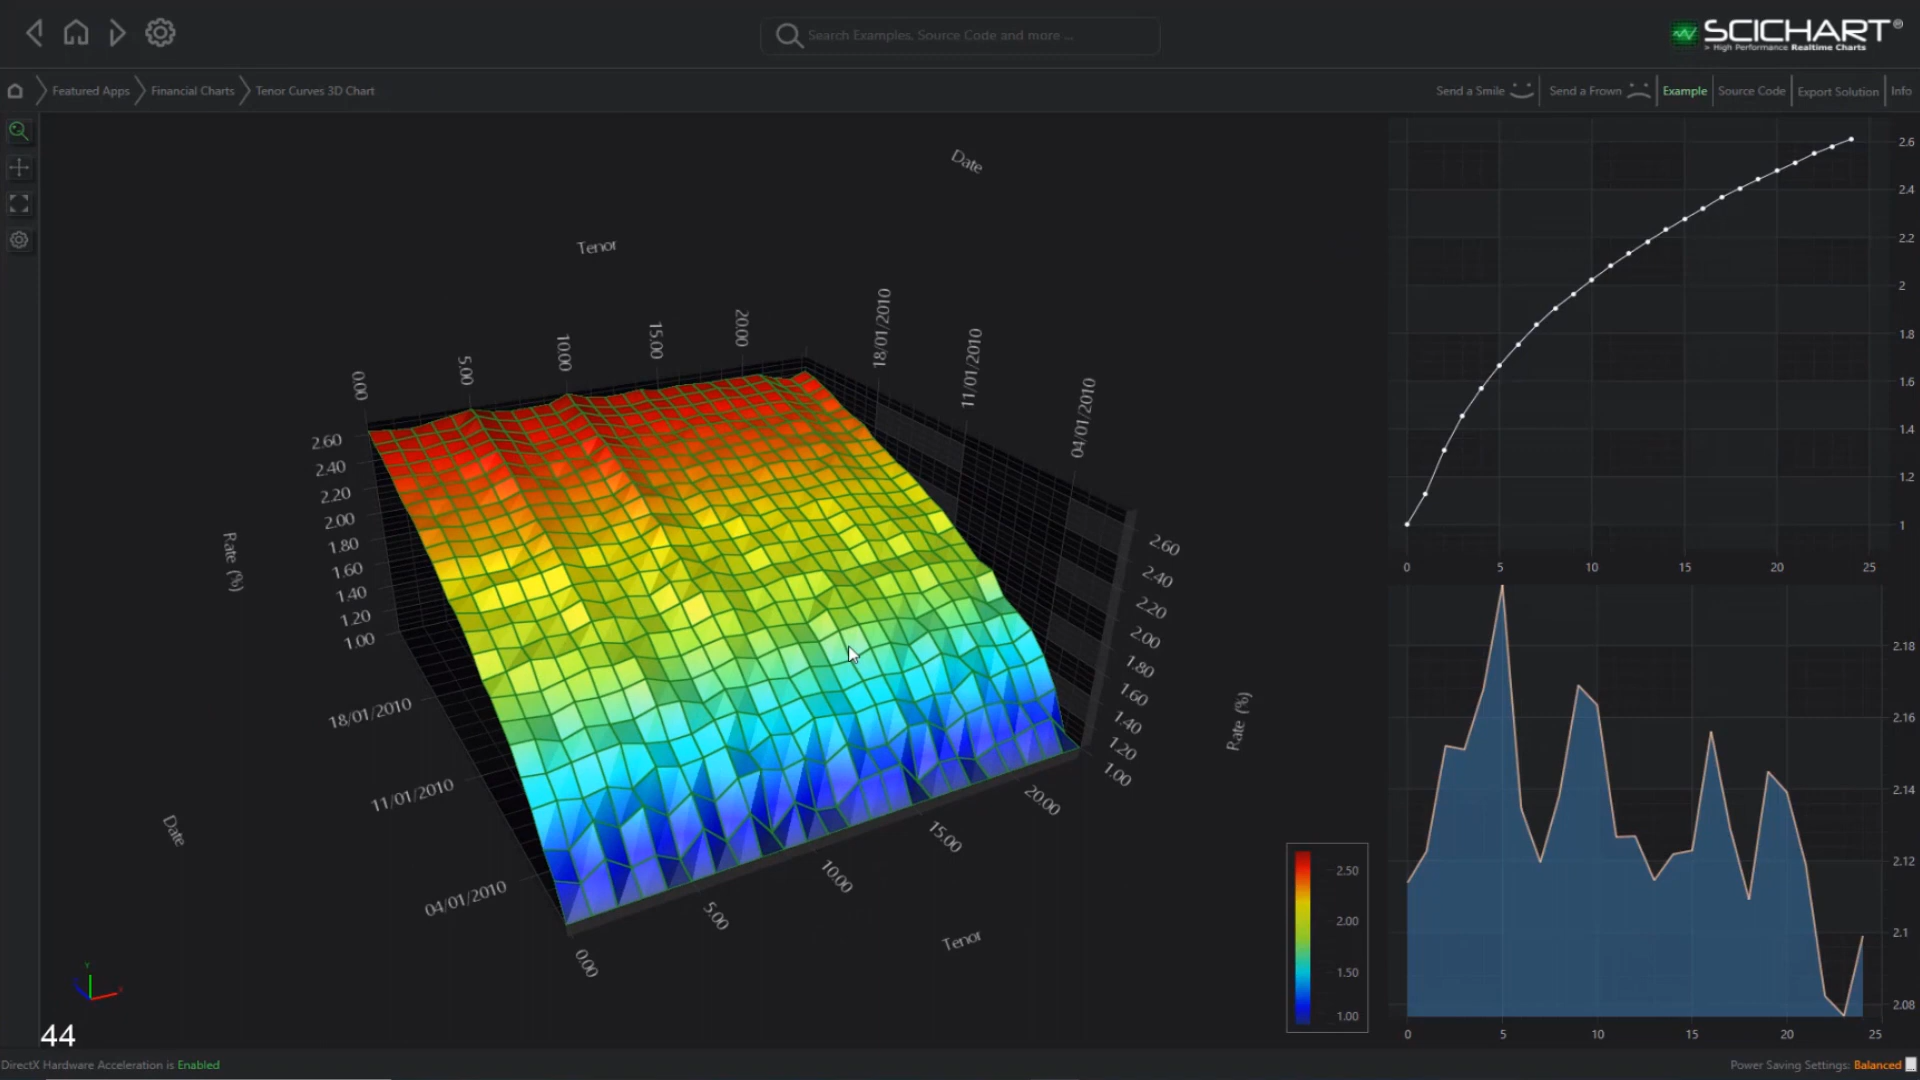 Search Examples, Source Code and more ...
SCICHART®
> High Performance Realtime Charts
Featured Apps
Financial Charts
Tenor Curves 3D Chart
Send a Smile
Send a Frown
Example
Source Code
Export Solution
Info
Date
Tenor
0.00
5.00
10.00
15.00
20.00
18/01/2010
11/01/2010
04/01/2010
2.60
2.40
2.20
2.00
1.80
1.60
1.40
1.20
1.00
Rate (%)
18/01/2010
11/01/2010
04/01/2010
Date
2.60
2.40
2.20
2.00
1.80
1.60
1.40
1.20
1.00
Rate (%)
0.00
5.00
10.00
15.00
20.00
Tenor
2.50
2.00
1.50
1.00
2.6
2.4
2.2
2
1.8
1.6
1.4
1.2
1
0 5 10 15 20 25
2.18
2.16
2.14
2.12
2.1
2.08
0 5 10 15 20 25
Y
44
DirectX Hardware Acceleration is Enabled
Power Saving Settings: Balanced